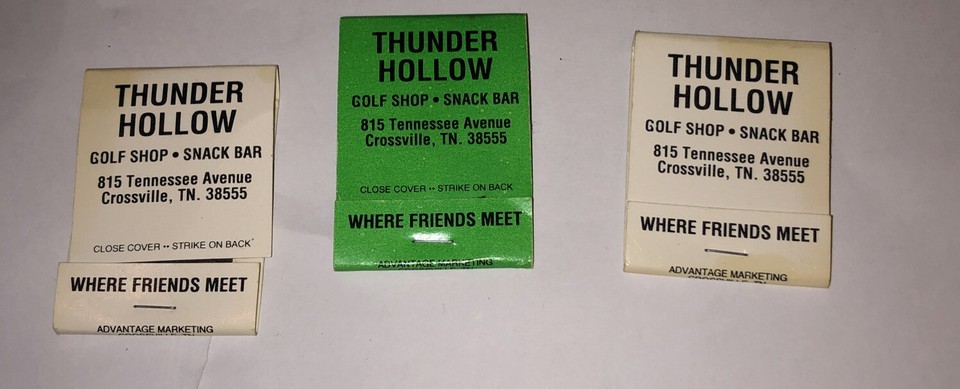 THUNDER
HOLLOW
GOLF SHOP • SNACK BAR
815 Tennessee Avenue
Crossville, TN. 38555
CLOSE COVER •• STRIKE ON BACK
WHERE FRIENDS MEET
ADVANTAGE MARKETING
THUNDER
HOLLOW
GOLF SHOP • SNACK BAR
815 Tennessee Avenue
Crossville, TN. 38555
CLOSE COVER •• STRIKE ON BACK
WHERE FRIENDS MEET
ADVANTAGE MARKETING
THUNDER
HOLLOW
GOLF SHOP • SNACK BAR
815 Tennessee Avenue
Crossville, TN. 38555
WHERE FRIENDS MEET
ADVANTAGE MARKETING